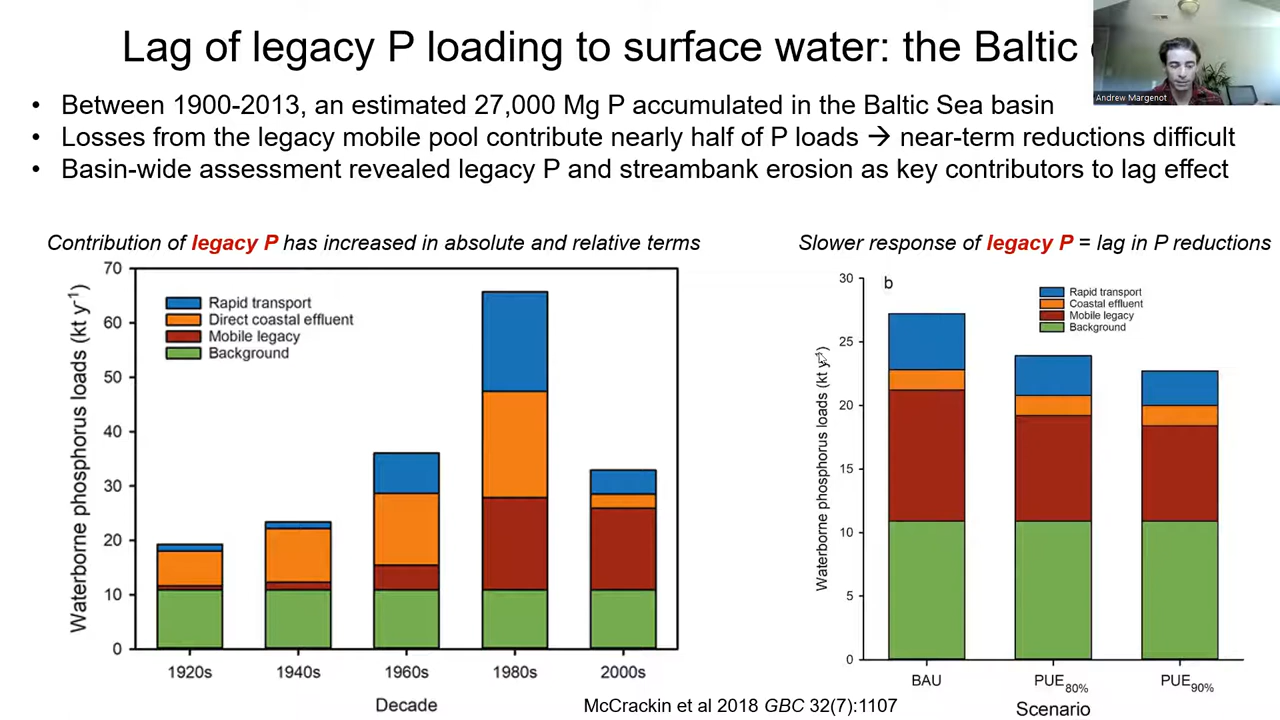 Lag of legacy P loading to surface water: the Baltic
Andrew Margenot
• Between 1900-2013, an estimated 27,000 Mg P accumulated in the Baltic Sea basin
• Losses from the legacy mobile pool contribute nearly half of P loads → near-term reductions difficult
• Basin-wide assessment revealed legacy P and streambank erosion as key contributors to lag effect
Contribution of legacy P has increased in absolute and relative terms
Waterborne phosphorus loads (kt y-1)
70
60
50
40
30
20
10
0
Rapid transport
Direct coastal effluent
Mobile legacy
Background
1920s 1940s 1960s 1980s 2000s
Decade
Slower response of legacy P = lag in P reductions
b
Waterborne phosphorus loads (kt y-1)
30
25
20
15
10
5
0
Rapid transport
Coastal effluent
Mobile legacy
Background
BAU PUE80% PUE90%
Scenario
McCrackin et al 2018 GBC 32(7):1107